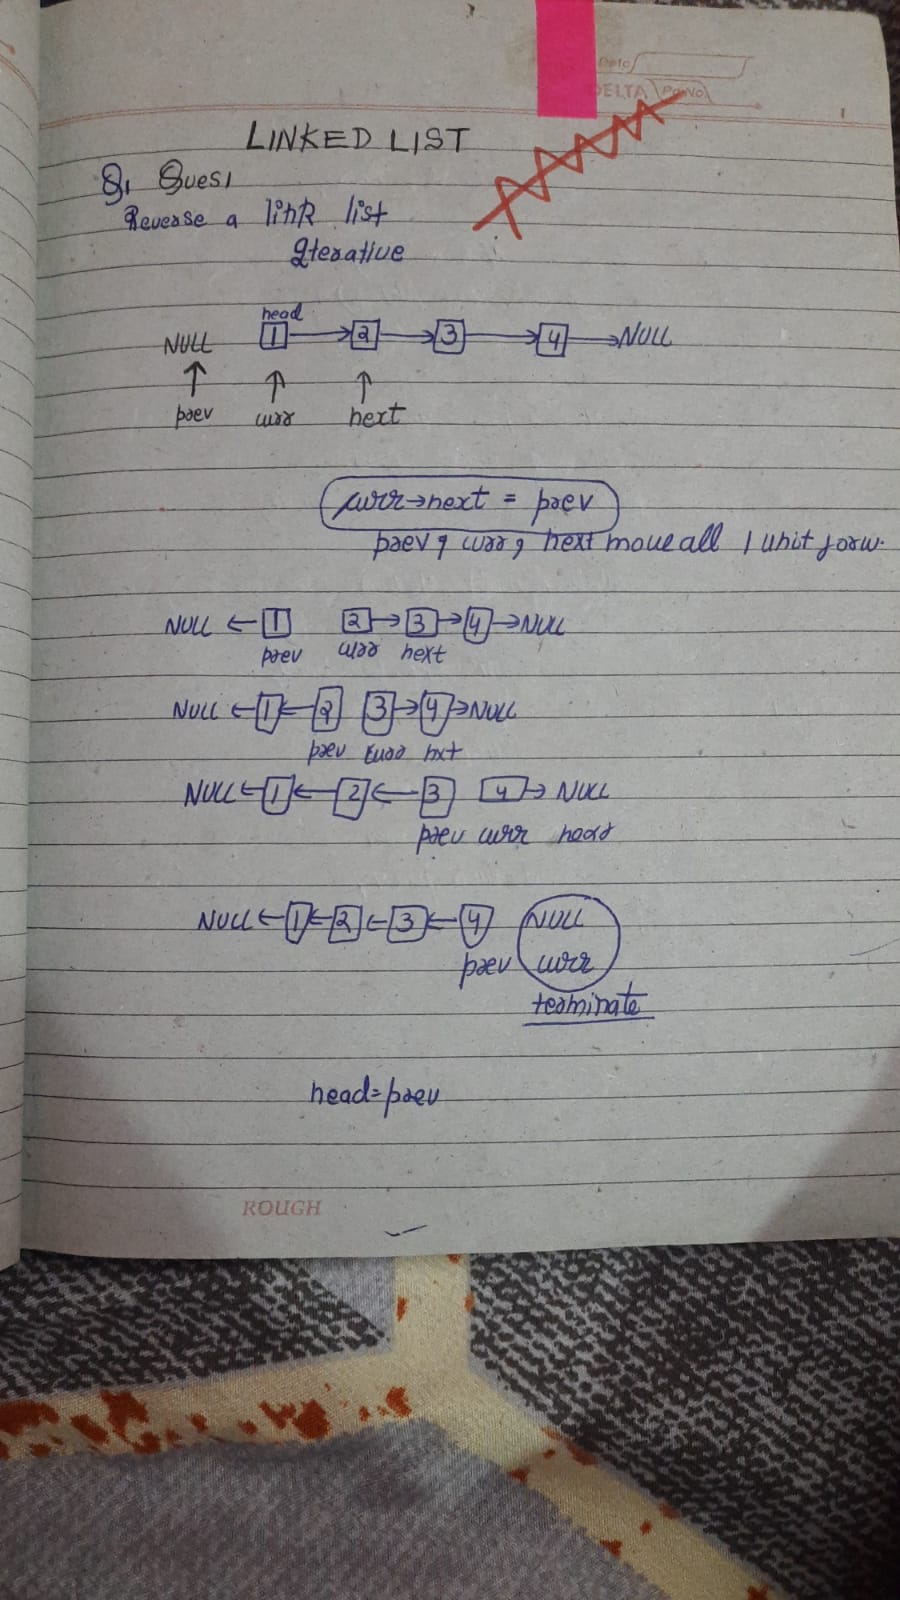 Date
DELTA Pg No
LINKED LIST
Q1 Ques1
Reverse a link list
Iterative
head
NULL 1 → 2 → 3 → 4 → NULL
↑ ↑ ↑
prev curr next
curr→next = prev
prev, curr, next move all 1 unit forw.
NULL ← 1 2 → 3 → 4 → NULL
prev curr next
NULL ← 1 ← 2 3 → 4 → NULL
prev curr nxt
NULL ← 1 ← 2 ← 3 4 → NULL
prev curr
NULL ← 1 ← 2 ← 3 ← 4 NULL
prev curr
terminate
head = prev
ROUGH